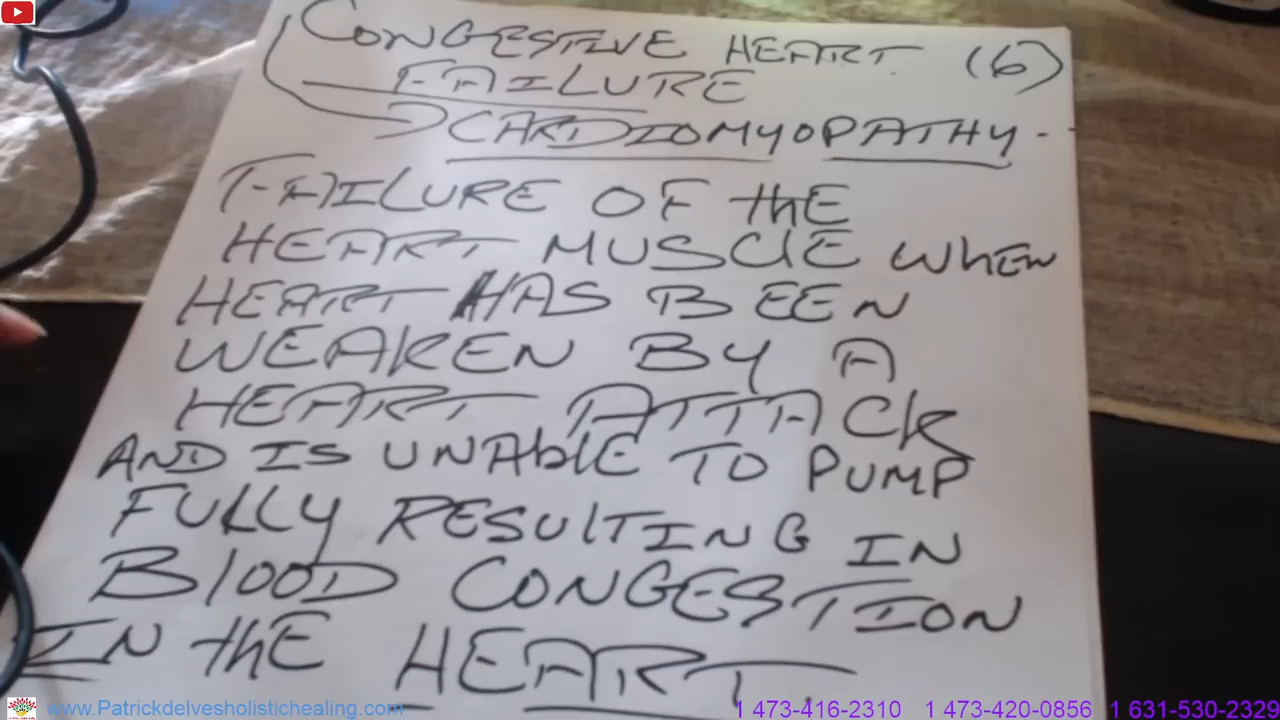 CONGESTIVE HEART (6)
FAILURE
CARDIOMYOPATHY
FAILURE OF thE
HEART MUSClE WhEN
HEART HAS BEEN
WEAKEN BY A
HEART ATTACK
AND IS UNAblE TO PUMP
FULLY RESUlTING IN
BlOOD CONGESTION
IN thE HEART.
www.Patrickdelvesholistichealing.com 1 473-416-2310 1 473-420-0856 1 631-530-2329